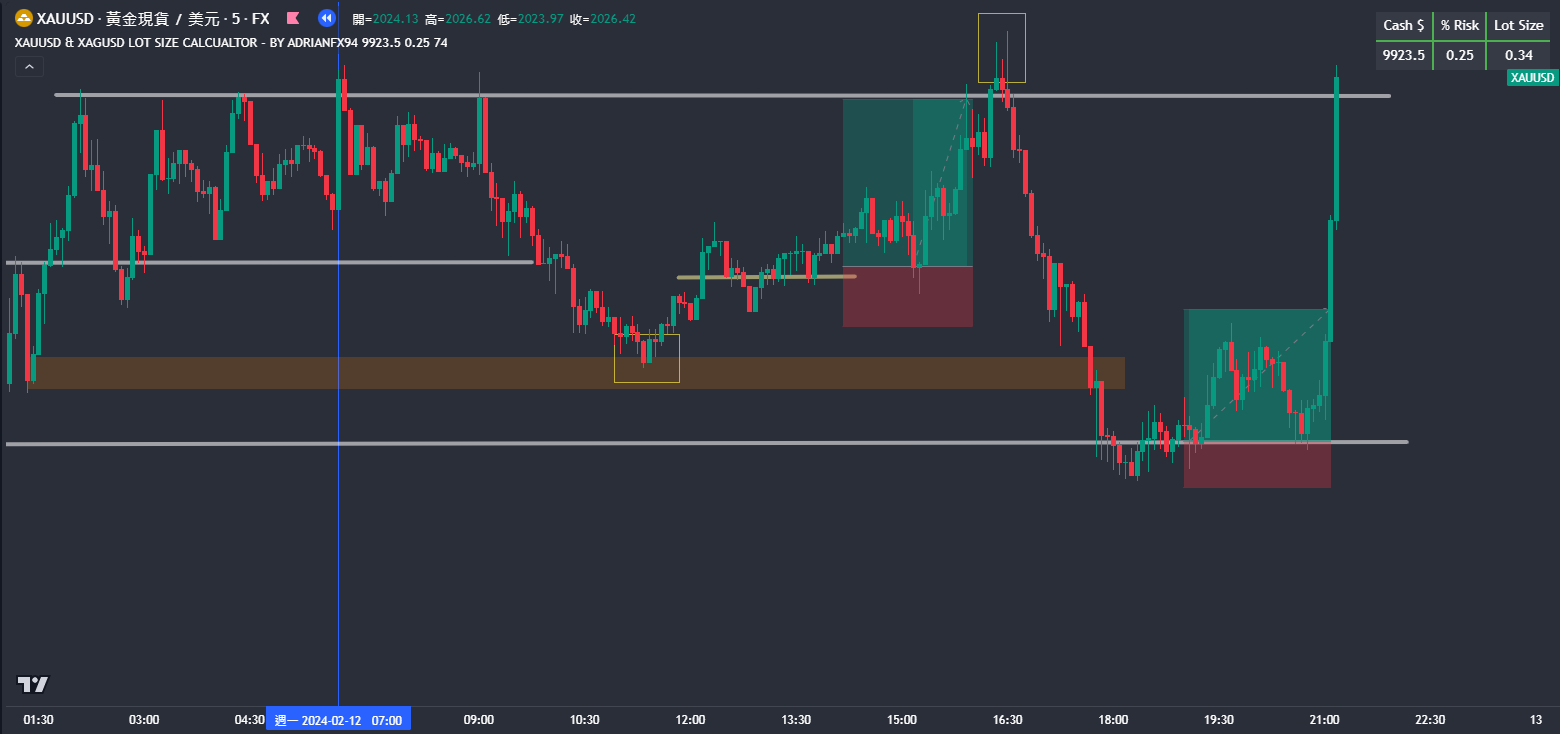 XAUUSD · 黃金現貨 / 美元 · 5 · FX 開=2024.13 高=2026.62 低=2023.97 收=2026.42
XAUUSD & XAGUSD LOT SIZE CALCUALTOR - BY ADRIANFX94 9923.5 0.25 74
Cash $ % Risk Lot Size
9923.5 0.25 0.34
XAUUSD
01:30 03:00 04:30 週一 2024-02-12 07:00 09:00 10:30 12:00 13:30 15:00 16:30 18:00 19:30 21:00 22:30 13